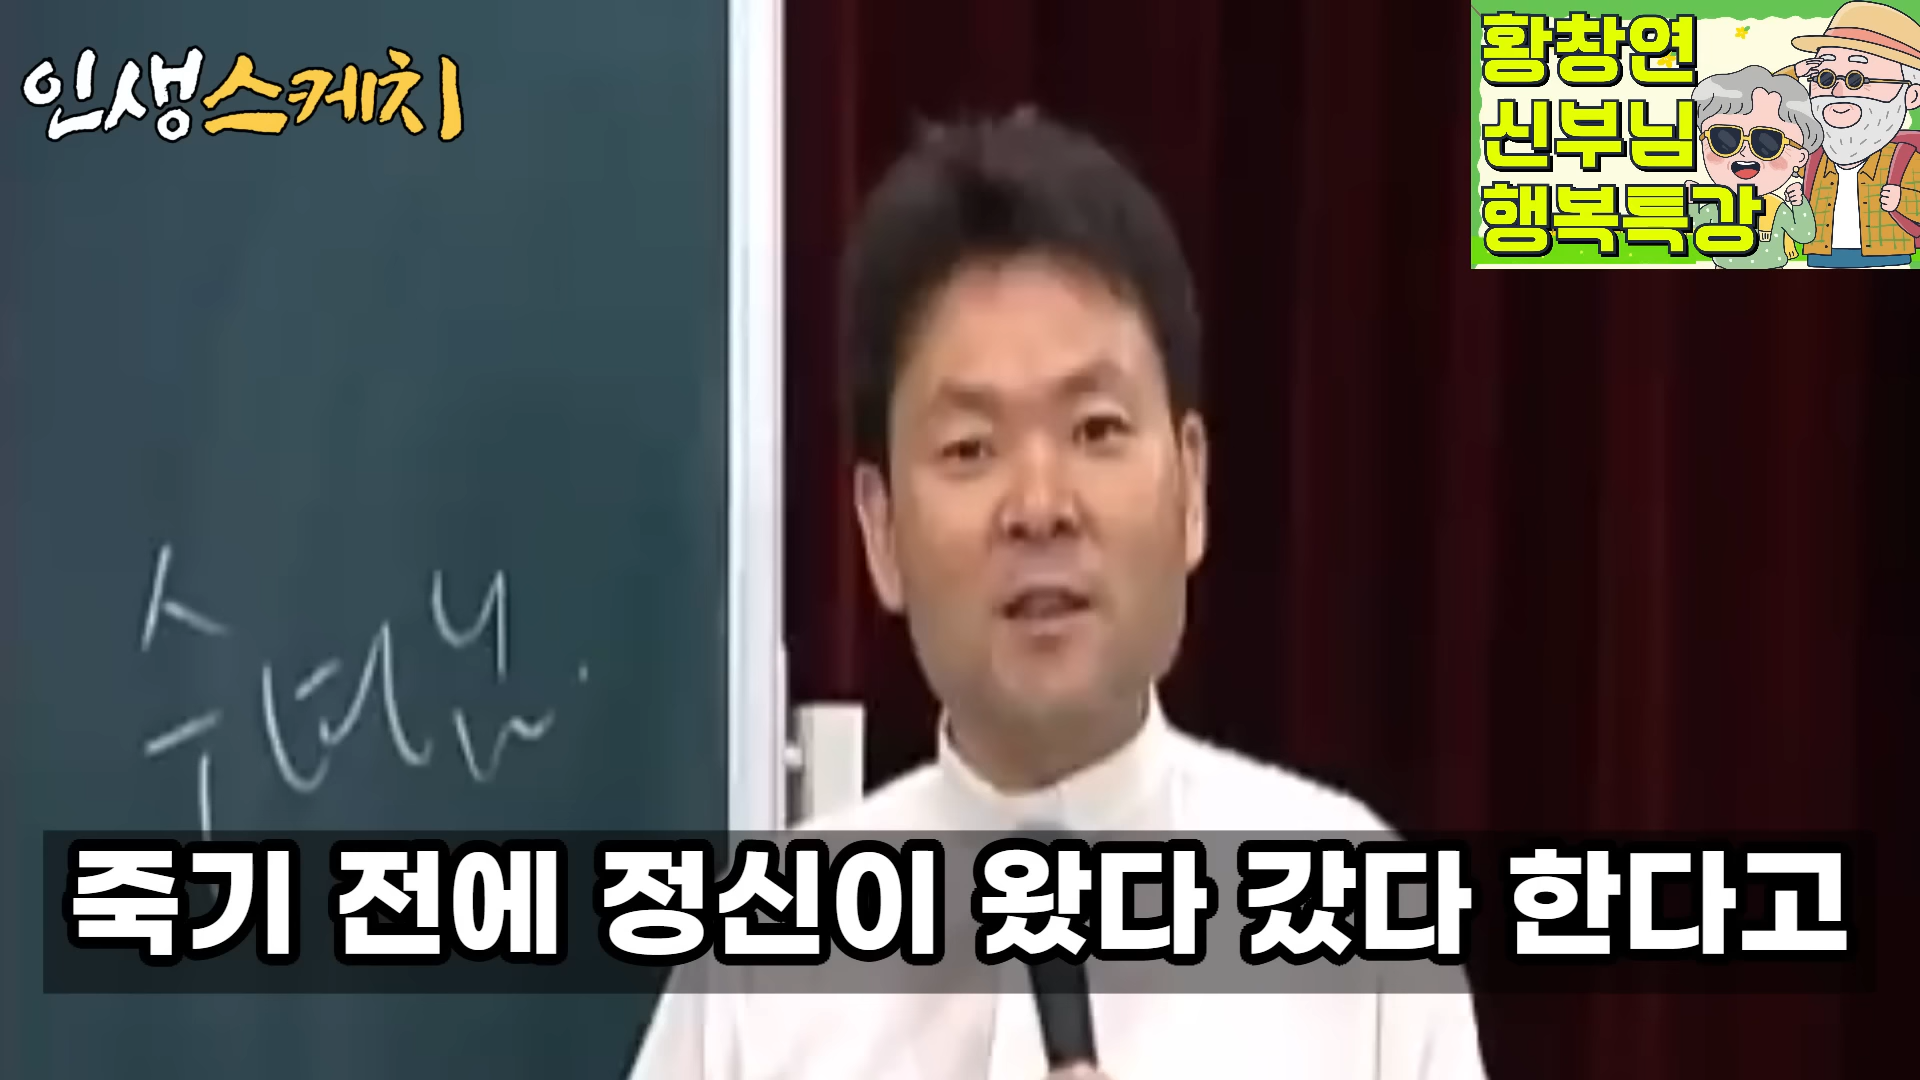 인생스케치
황창연
신부님
행복특강
죽기 전에 정신이 왔다 갔다 한다고